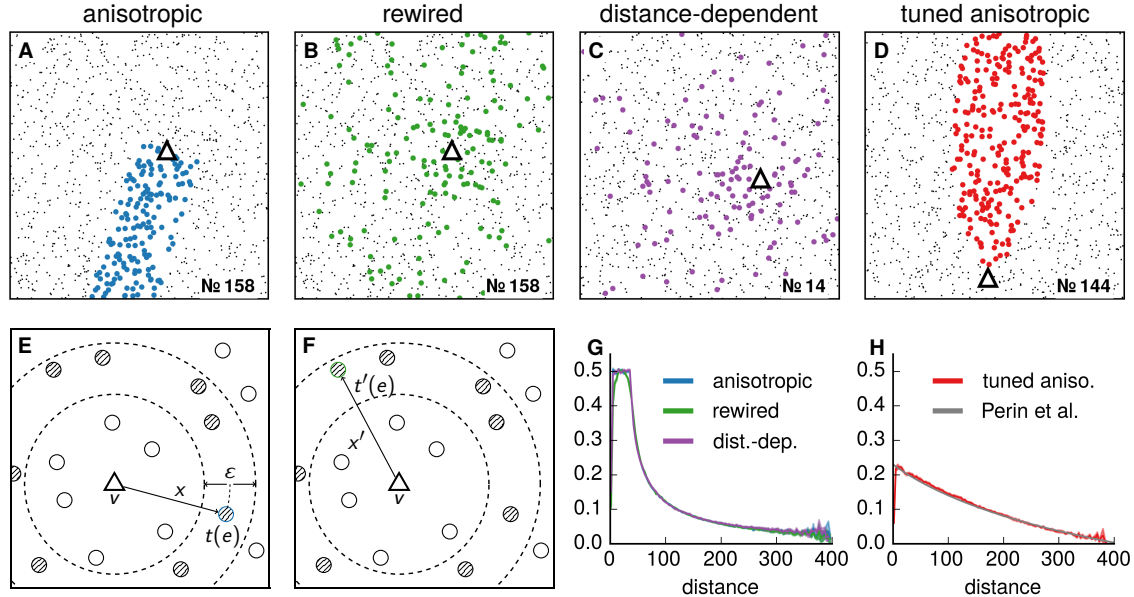 anisotropic
rewired
distance-dependent
tuned anisotropic
A
№ 158
B
№ 158
C
№ 14
D
№ 144
E
ε
x
v
t(e)
F
t′(e)
x′
v
G
0.5
0.4
0.3
0.2
0.1
0.0
0 100 200 300 400
distance
anisotropic
rewired
dist.-dep.
H
0.5
0.4
0.3
0.2
0.1
0.0
0 100 200 300 400
distance
tuned aniso.
Perin et al.